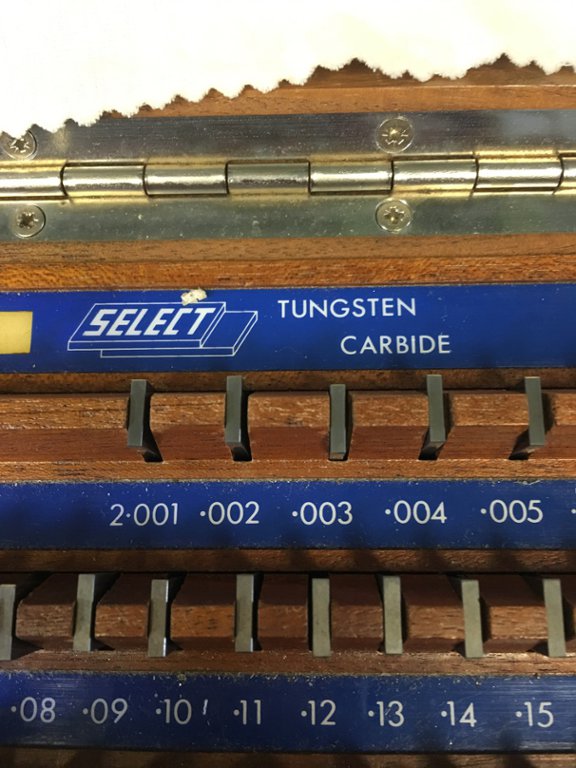 SELECT TUNGSTEN
CARBIDE
2·001 ·002 ·003 ·004 ·005
·08 ·09 ·10 ·11 ·12 ·13 ·14 ·15